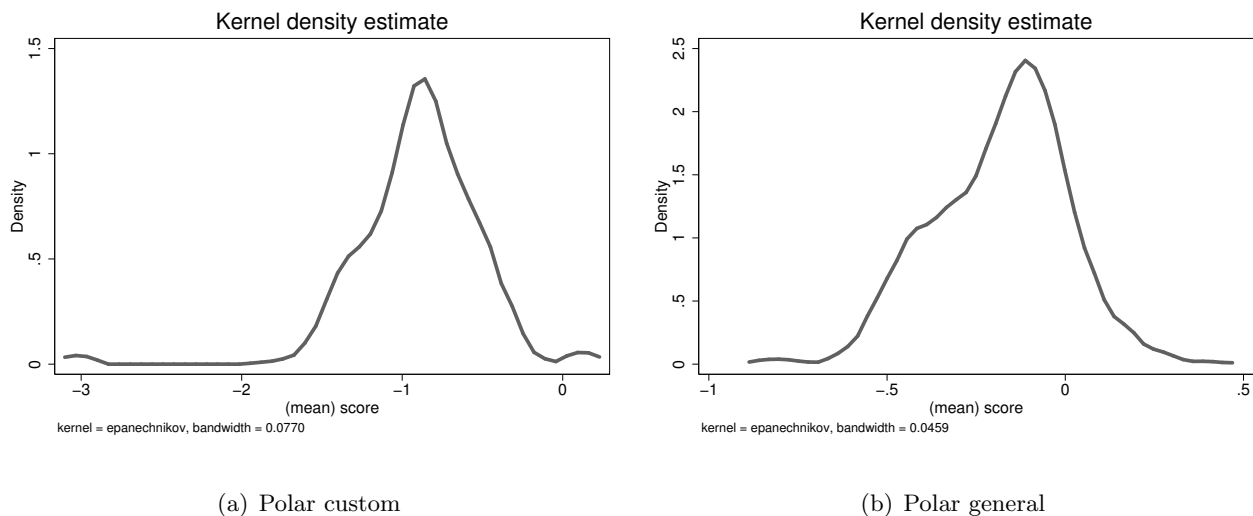 Kernel density estimate
1.5
1
.5
0
Density
−3
−2
−1
0
(mean) score
kernel = epanechnikov, bandwidth = 0.0770
(a) Polar custom
Kernel density estimate
2.5
2
1.5
1
.5
0
Density
−1
−.5
0
.5
(mean) score
kernel = epanechnikov, bandwidth = 0.0459
(b) Polar general